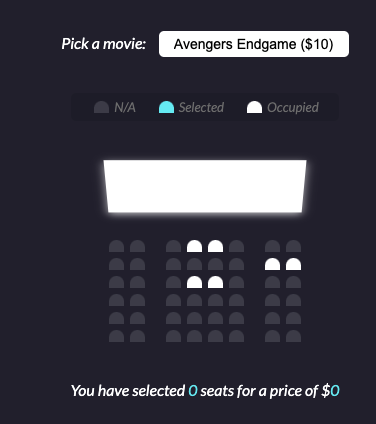 Pick a movie: Avengers Endgame ($10)
N/A Selected Occupied
You have selected 0 seats for a price of $0